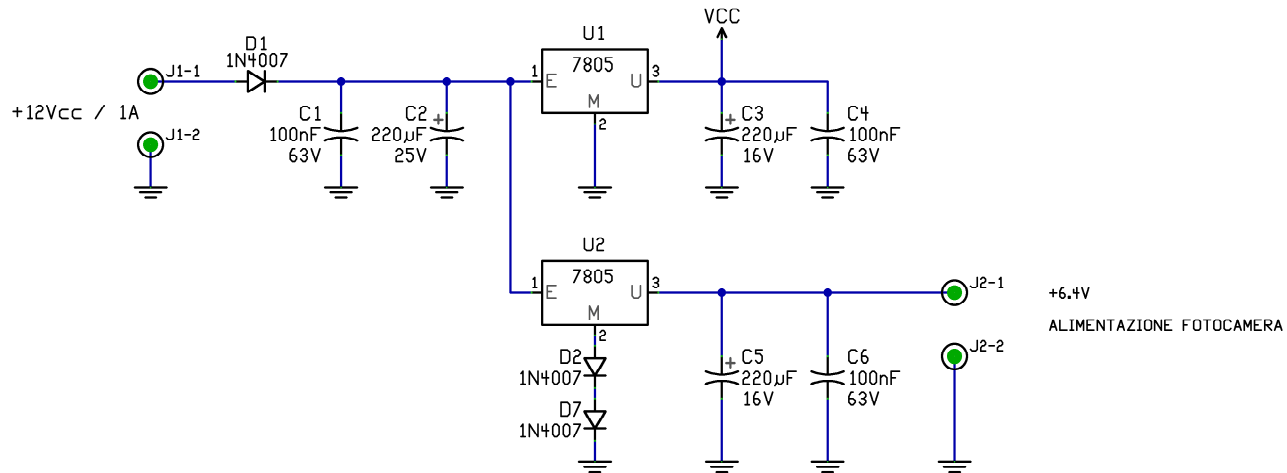 VCC
D1
1N4007
U1
7805
1
E
U
3
M
2
J1-1
+12Vcc / 1A
J1-2
C1
100nF
63V
C2
+
220µF
25V
C3
+
220µF
16V
C4
100nF
63V
U2
7805
1
E
U
3
M
2
D2
1N4007
D7
1N4007
C5
+
220µF
16V
C6
100nF
63V
J2-1
+6.4V
ALIMENTAZIONE FOTOCAMERA
J2-2